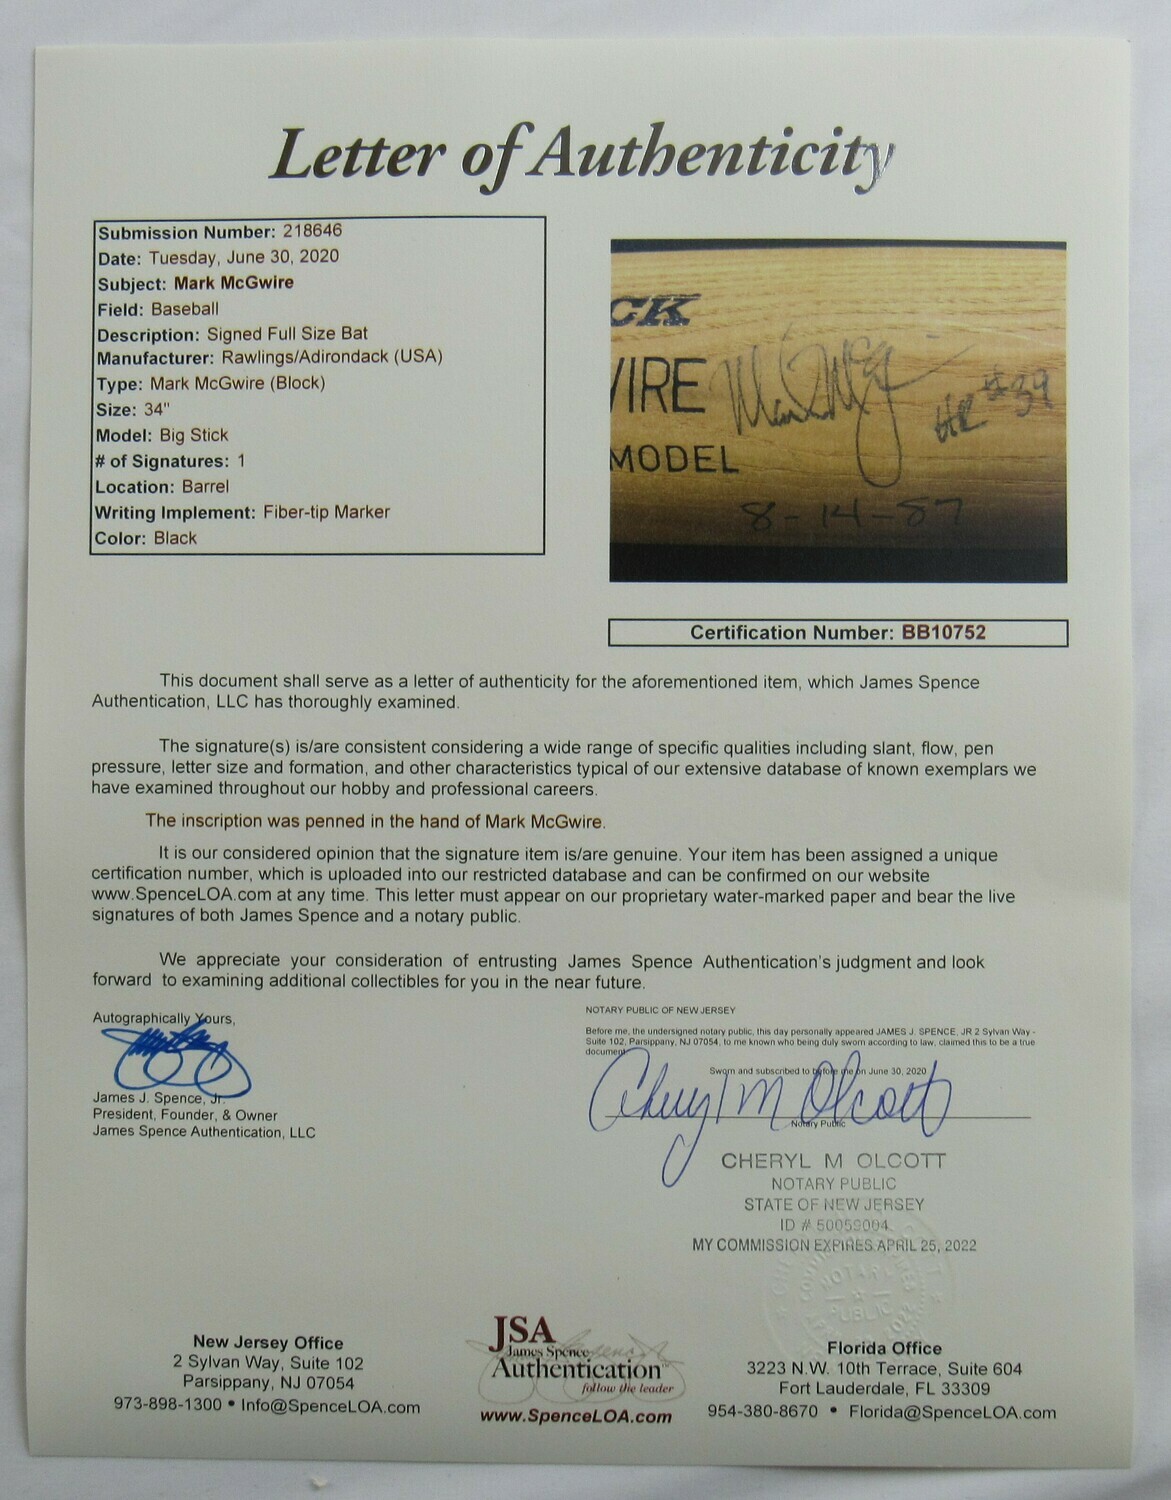 Letter of Authenticity
Submission Number: 218646
Date: Tuesday, June 30, 2020
Subject: Mark McGwire
Field: Baseball
Description: Signed Full Size Bat
Manufacturer: Rawlings/Adirondack (USA)
Type: Mark McGwire (Block)
Size: 34"
Model: Big Stick
# of Signatures: 1
Location: Barrel
Writing Implement: Fiber-tip Marker
Color: Black
CK
WIRE
MODEL
Mark McGwire
HR #39
8-14-87
Certification Number: BB10752
This document shall serve as a letter of authenticity for the aforementioned item, which James Spence
Authentication, LLC has thoroughly examined.
The signature(s) is/are consistent considering a wide range of specific qualities including slant, flow, pen
pressure, letter size and formation, and other characteristics typical of our extensive database of known exemplars we
have examined throughout our hobby and professional careers.
The inscription was penned in the hand of Mark McGwire.
It is our considered opinion that the signature item is/are genuine. Your item has been assigned a unique
certification number, which is uploaded into our restricted database and can be confirmed on our website
www.SpenceLOA.com at any time. This letter must appear on our proprietary water-marked paper and bear the live
signatures of both James Spence and a notary public.
We appreciate your consideration of entrusting James Spence Authentication's judgment and look
forward to examining additional collectibles for you in the near future.
Autographically Yours,
James J. Spence, Jr.
President, Founder, & Owner
James Spence Authentication, LLC
NOTARY PUBLIC OF NEW JERSEY
Before me, the undersigned notary public, this day personally appeared JAMES J. SPENCE, JR 2 Sylvan Way -
Suite 102, Parsippany, NJ 07054, to me known who being duly sworn according to law, claimed this to be a true
document.
Sworn and subscribed to before me on June 30, 2020
Cheryl M Olcott
Notary Public
CHERYL M OLCOTT
NOTARY PUBLIC
STATE OF NEW JERSEY
ID # 50059004
MY COMMISSION EXPIRES APRIL 25, 2022
New Jersey Office
2 Sylvan Way, Suite 102
Parsippany, NJ 07054
973-898-1300 • Info@SpenceLOA.com
JSA
James Spence
Authentication™
follow the leader
www.SpenceLOA.com
Florida Office
3223 N.W. 10th Terrace, Suite 604
Fort Lauderdale, FL 33309
954-380-8670 • Florida@SpenceLOA.com